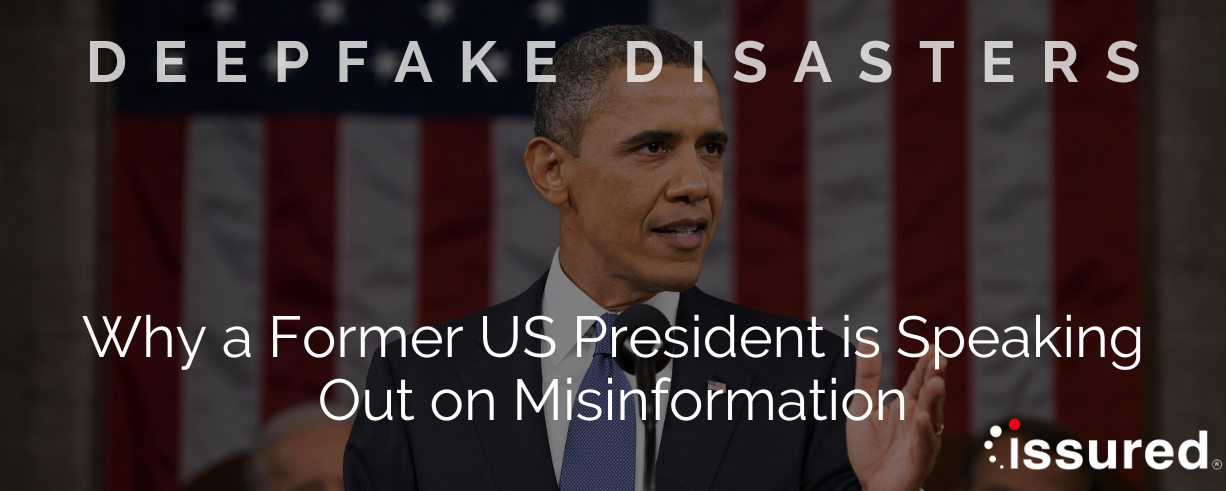 DEEPFAKE DISASTERS
Why a Former US President is Speaking
Out on Misinformation
issured®